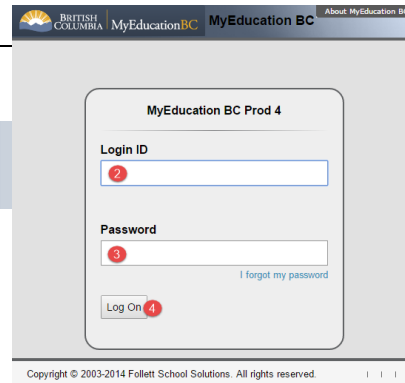 About MyEducation BC
BRITISH
COLUMBIA
MyEducationBC
MyEducation BC
MyEducation BC Prod 4
Login ID
2
Password
3
I forgot my password
Log On
4
Copyright © 2003-2014 Follett School Solutions. All rights reserved.